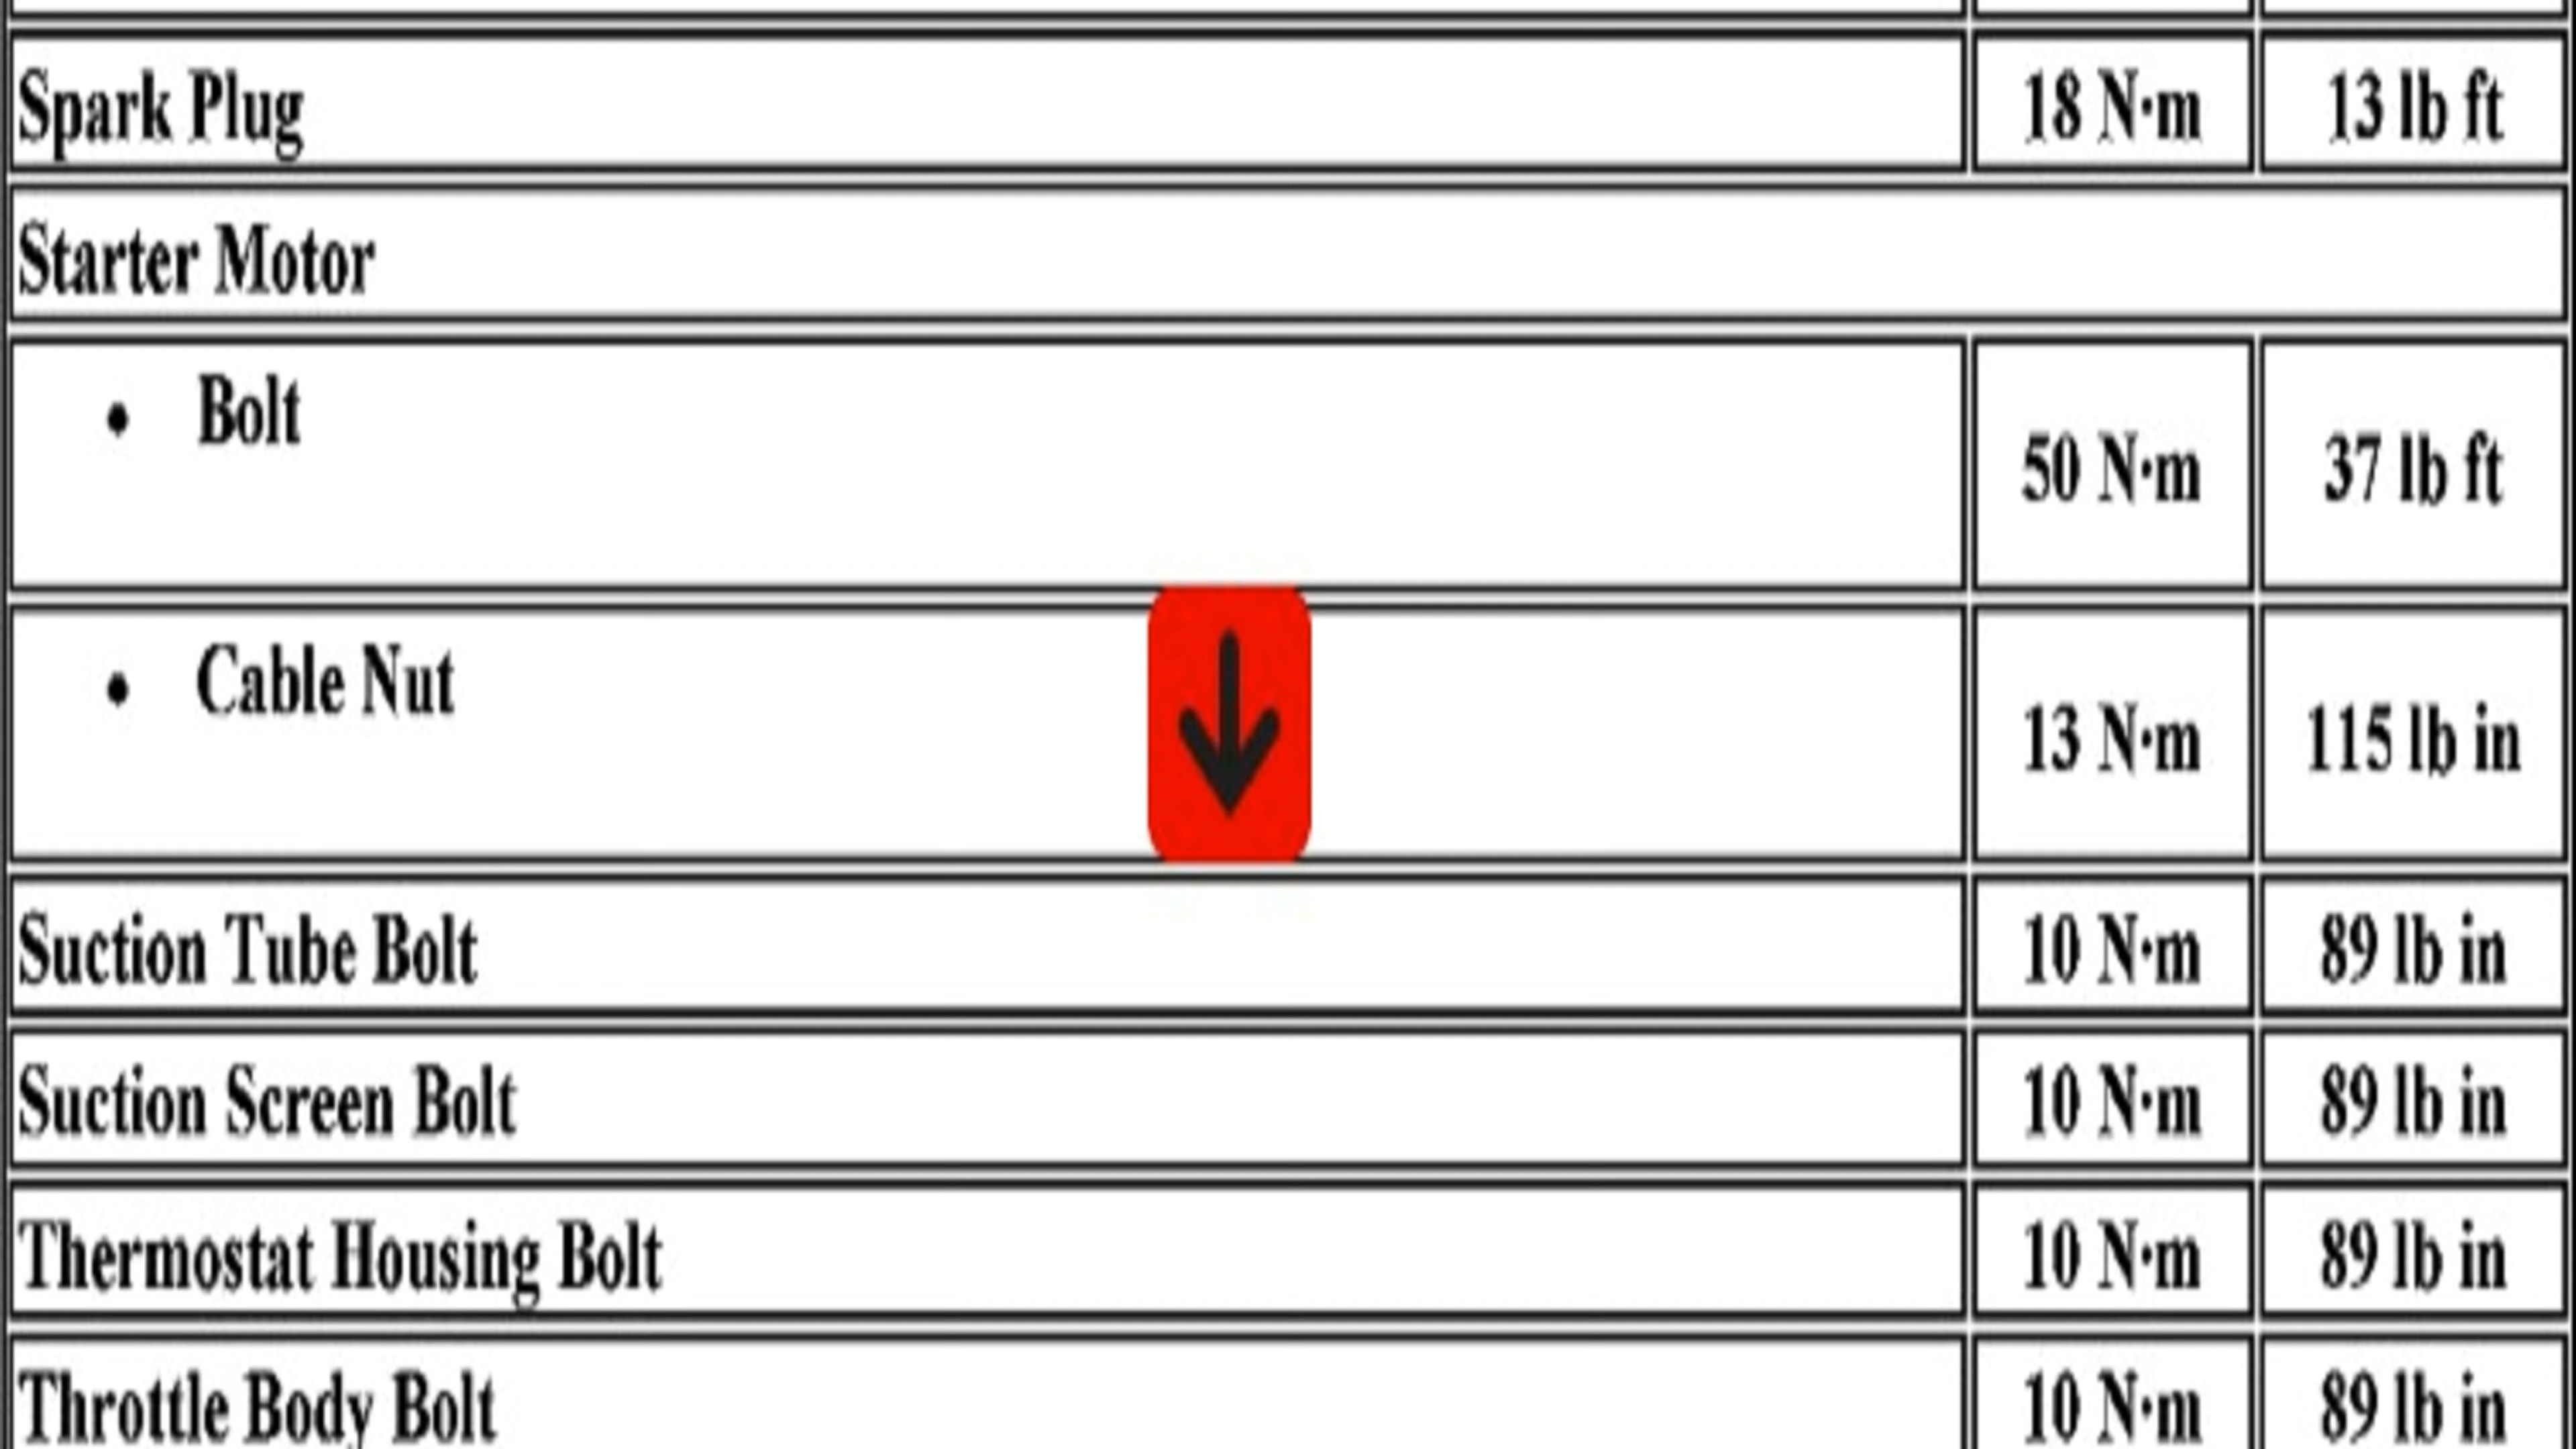 Spark Plug 18 N·m 13 lb ft
Starter Motor
• Bolt 50 N·m 37 lb ft
• Cable Nut 13 N·m 115 lb in
Suction Tube Bolt 10 N·m 89 lb in
Suction Screen Bolt 10 N·m 89 lb in
Thermostat Housing Bolt 10 N·m 89 lb in
Throttle Body Bolt 10 N·m 89 lb in